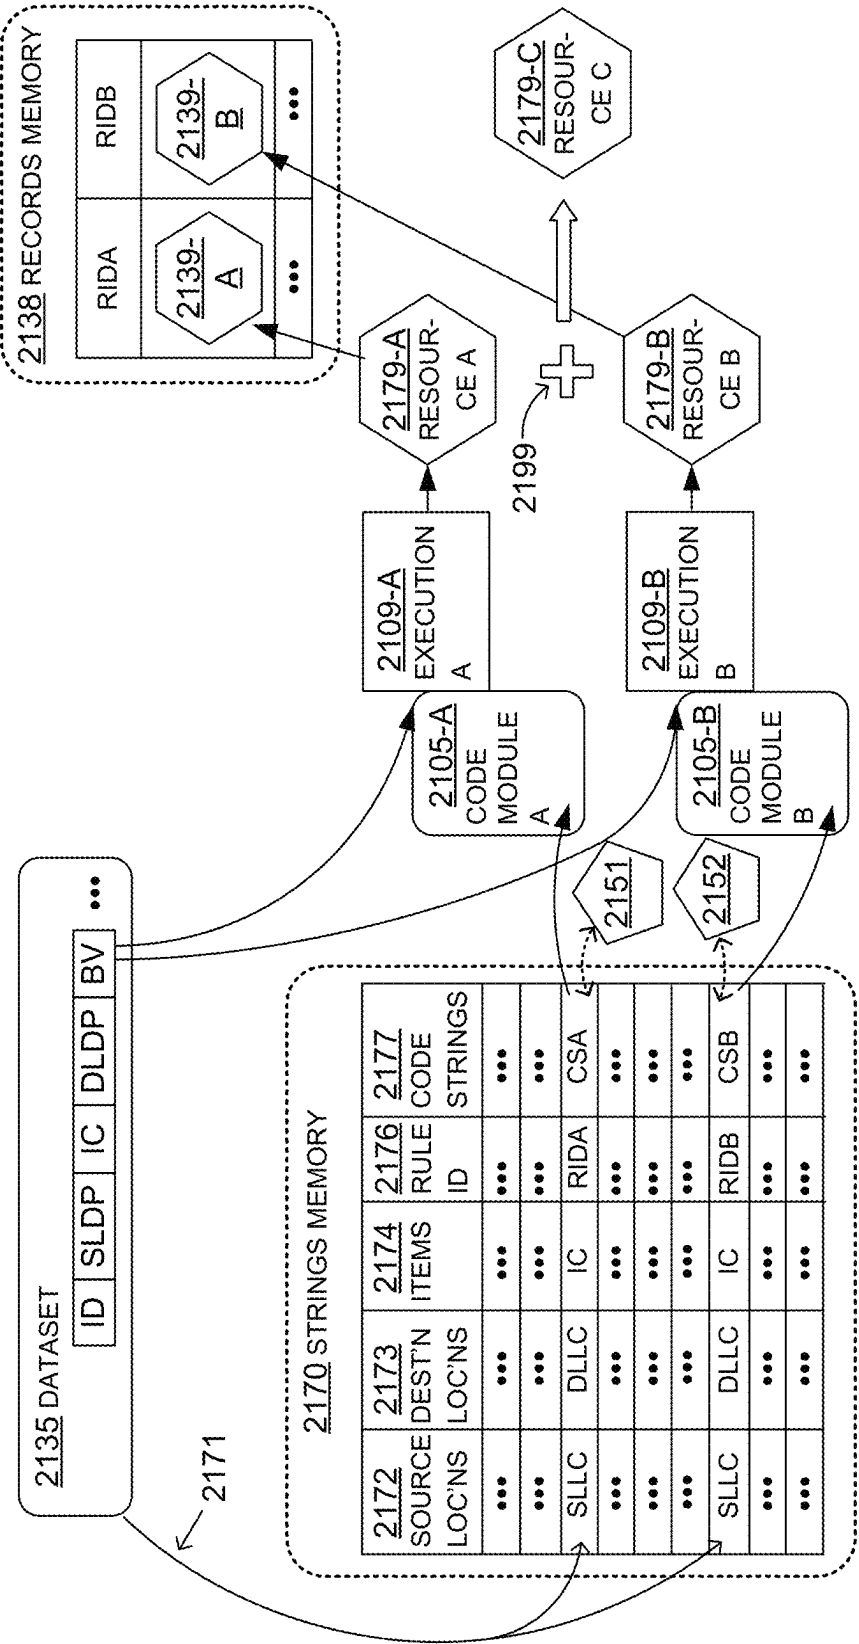 2135 DATASET
ID SLDP IC DLDP BV •••
2171
2170 STRINGS MEMORY
2172 SOURCE LOC'NS
2173 DEST'N LOC'NS
2174 ITEMS
2176 RULE ID
2177 CODE STRINGS
••• ••• ••• ••• •••
••• ••• ••• ••• •••
SLLC DLLC IC RIDA CSA
••• ••• ••• ••• •••
••• ••• ••• ••• •••
••• ••• ••• ••• •••
SLLC DLLC IC RIDB CSB
••• ••• ••• ••• •••
••• ••• ••• ••• •••
2151
2152
2105-A
CODE
MODULE
A
2109-A
EXECUTION
A
2179-A
RESOUR-
CE A
2105-B
CODE
MODULE
B
2109-B
EXECUTION
B
2179-B
RESOUR-
CE B
2199
2179-C
RESOUR-
CE C
2138 RECORDS MEMORY
RIDA RIDB
2139-
A
2139-
B
••• •••